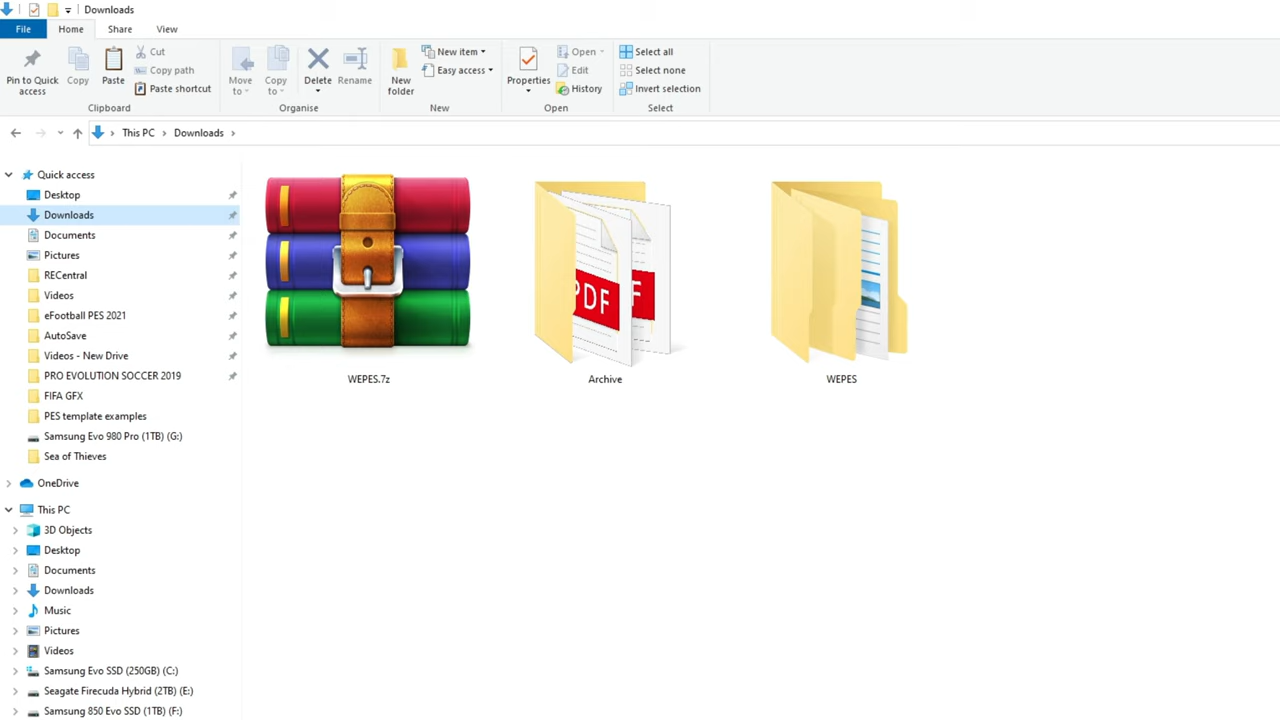 Downloads
File Home Share View
Pin to Quick access
Copy
Paste
Cut
Copy path
Paste shortcut
Clipboard
Move to
Copy to
Delete
Rename
Organise
New folder
New item
Easy access
New
Properties
Open
Edit
History
Open
Select all
Select none
Invert selection
Select
This PC > Downloads >
Quick access
Desktop
Downloads
Documents
Pictures
RECentral
Videos
eFootball PES 2021
AutoSave
Videos - New Drive
PRO EVOLUTION SOCCER 2019
FIFA GFX
PES template examples
Samsung Evo 980 Pro (1TB) (G:)
Sea of Thieves
OneDrive
This PC
3D Objects
Desktop
Documents
Downloads
Music
Pictures
Videos
Samsung Evo SSD (250GB) (C:)
Seagate Firecuda Hybrid (2TB) (E:)
Samsung 850 Evo SSD (1TB) (F:)
WEPES.7z
PDF
F
Archive
WEPES